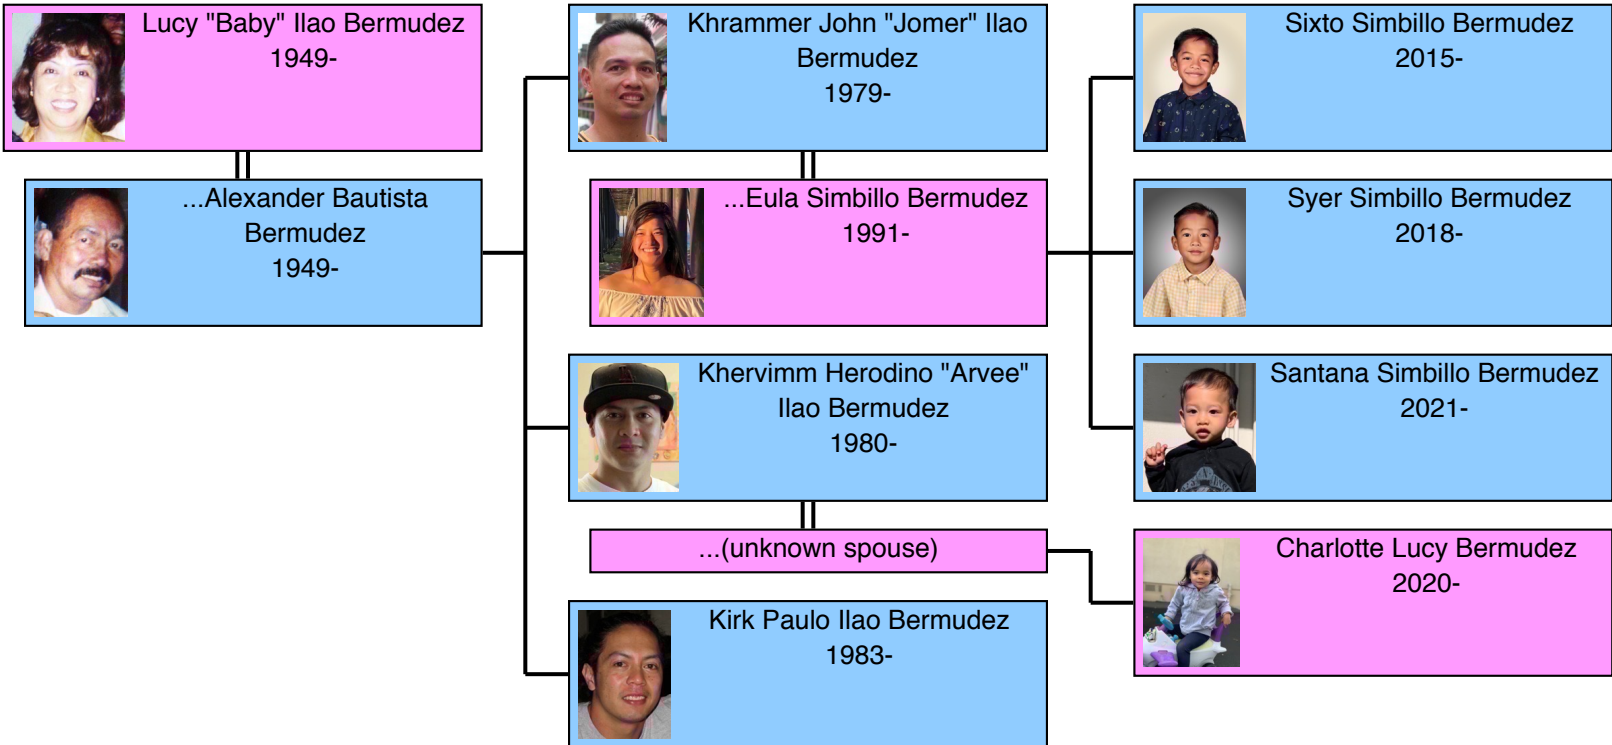 Lucy "Baby" Ilao Bermudez
1949-
...Alexander Bautista
Bermudez
1949-
Khrammer John "Jomer" Ilao
Bermudez
1979-
...Eula Simbillo Bermudez
1991-
Khervimm Herodino "Arvee"
Ilao Bermudez
1980-
...(unknown spouse)
Kirk Paulo Ilao Bermudez
1983-
Sixto Simbillo Bermudez
2015-
Syer Simbillo Bermudez
2018-
Santana Simbillo Bermudez
2021-
Charlotte Lucy Bermudez
2020-